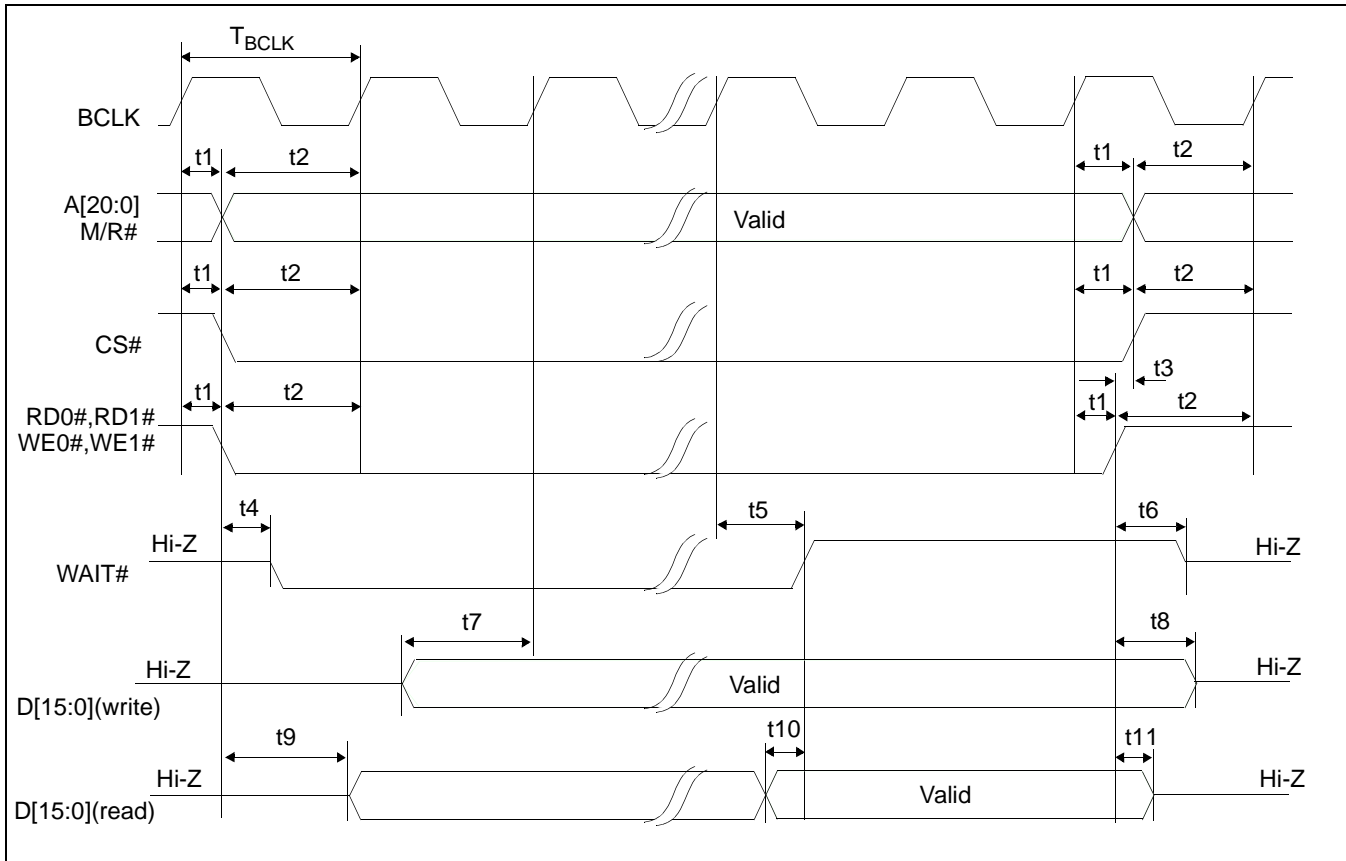 TBCLK
BCLK
t1 t2 t1 t2
A[20:0]
M/R#
Valid
t1 t2 t1 t2
CS#
t3
t1 t2 t1 t2
RD0#,RD1#
WE0#,WE1#
t4 t5 t6
Hi-Z Hi-Z
WAIT#
t7 t8
Hi-Z Valid Hi-Z
D[15:0](write)
t9 t10 t11
Hi-Z Valid Hi-Z
D[15:0](read)